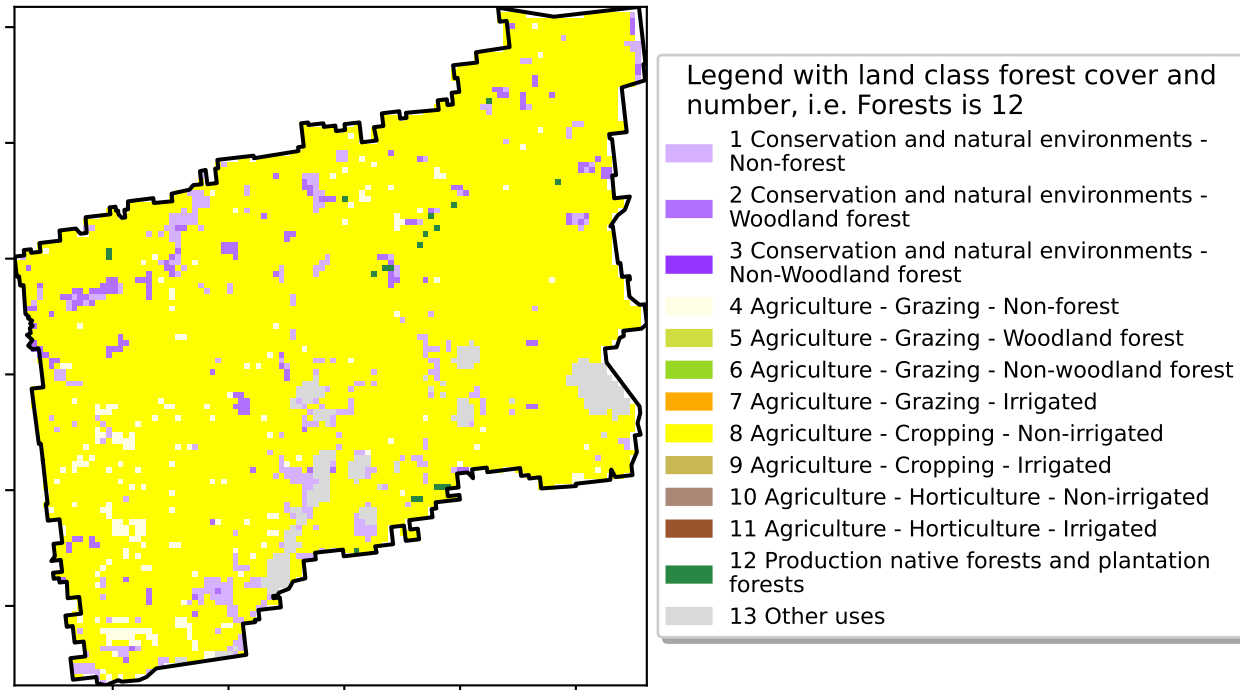 Legend with land class forest cover and
number, i.e. Forests is 12
1 Conservation and natural environments -
Non-forest
2 Conservation and natural environments -
Woodland forest
3 Conservation and natural environments -
Non-Woodland forest
4 Agriculture - Grazing - Non-forest
5 Agriculture - Grazing - Woodland forest
6 Agriculture - Grazing - Non-woodland forest
7 Agriculture - Grazing - Irrigated
8 Agriculture - Cropping - Non-irrigated
9 Agriculture - Cropping - Irrigated
10 Agriculture - Horticulture - Non-irrigated
11 Agriculture - Horticulture - Irrigated
12 Production native forests and plantation
forests
13 Other uses